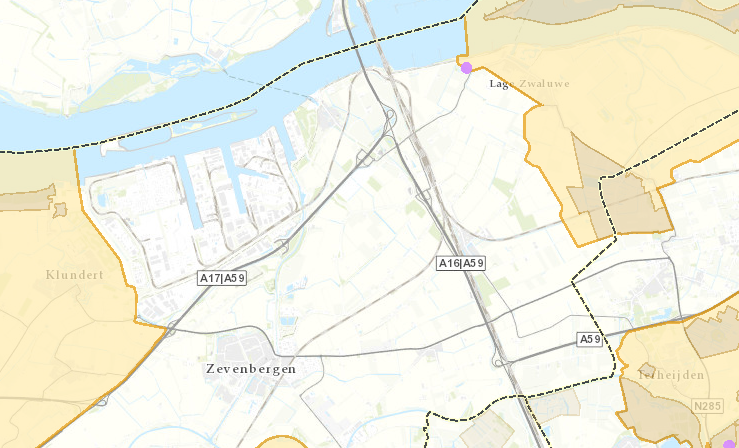 Lage Zwaluwe
Klundert
A17|A59
A16|A59
A59
Zevenbergen
Terheijden
N285